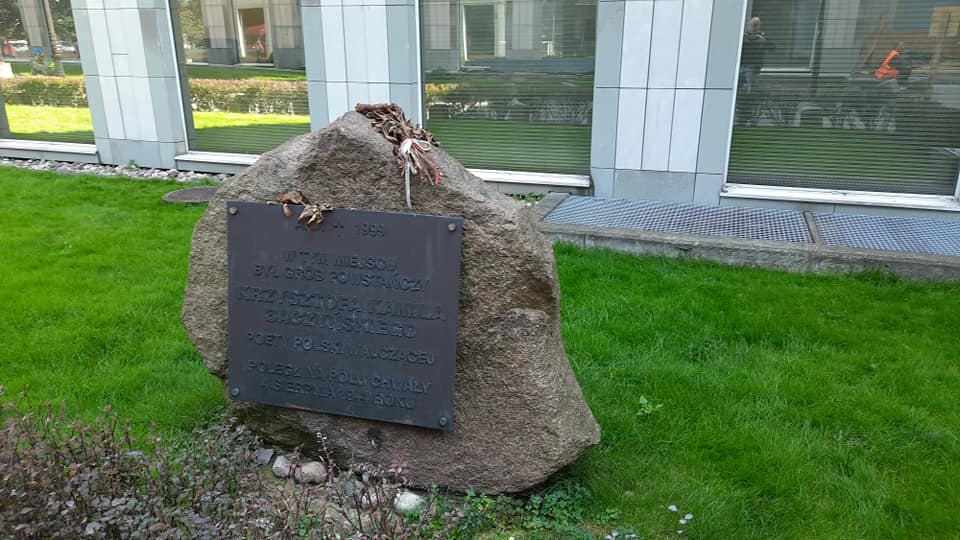 A.D. † 1999
W TYM MIEJSCU
BYŁ GRÓB POWSTAŃCZY
KRZYSZTOFA KAMILA
BACZYŃSKIEGO
POETY POLSKI WALCZĄCEJ
POLEGŁ NA POLU CHWAŁY
4 SIERPNIA 1944 ROKU